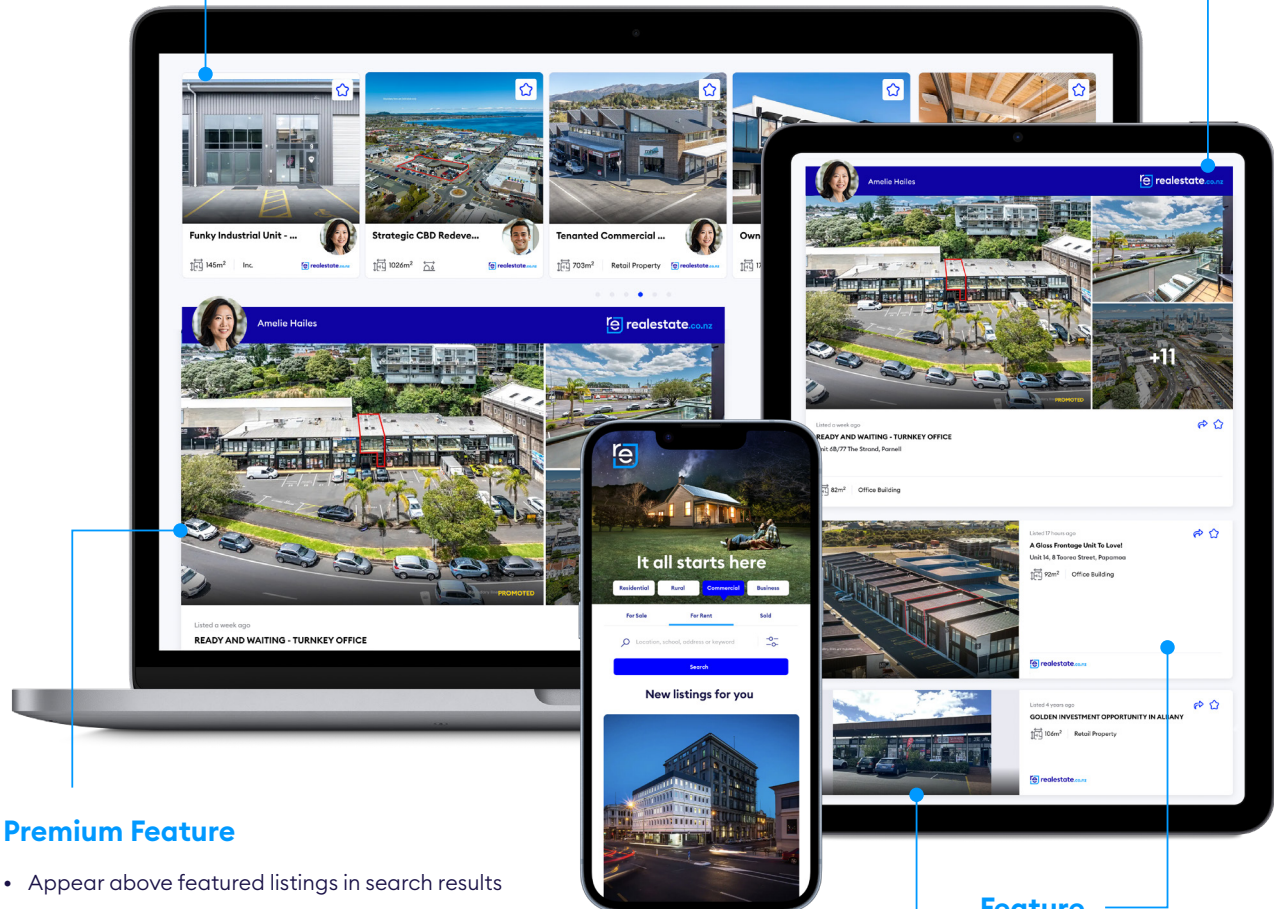 Funky Industrial Unit - ...
145m² Inc.
realestate.co.nz
Strategic CBD Redeve...
1026m²
realestate.co.nz
Tenanted Commercial ...
703m² Retail Property
realestate.co.nz
Own
17
Amelie Hailes
realestate.co.nz
PROMOTED
Listed a week ago
READY AND WAITING - TURNKEY OFFICE
Amelie Hailes
realestate.co.nz
+11
PROMOTED
Listed a week ago
READY AND WAITING - TURNKEY OFFICE
Unit 6B/77 The Strand, Parnell
82m² Office Building
Listed 17 hours ago
A Glass Frontage Unit To Love!
Unit 14, 8 Toarea Street, Papamoa
92m² Office Building
realestate.co.nz
Listed 4 years ago
GOLDEN INVESTMENT OPPORTUNITY IN ALBANY
106m² Retail Property
realestate.co.nz
re
It all starts here
Residential Rural Commercial Business
For Sale For Rent Sold
Location, school, address or keyword
Search
New listings for you
Premium Feature
• Appear above featured listings in search results
Feature